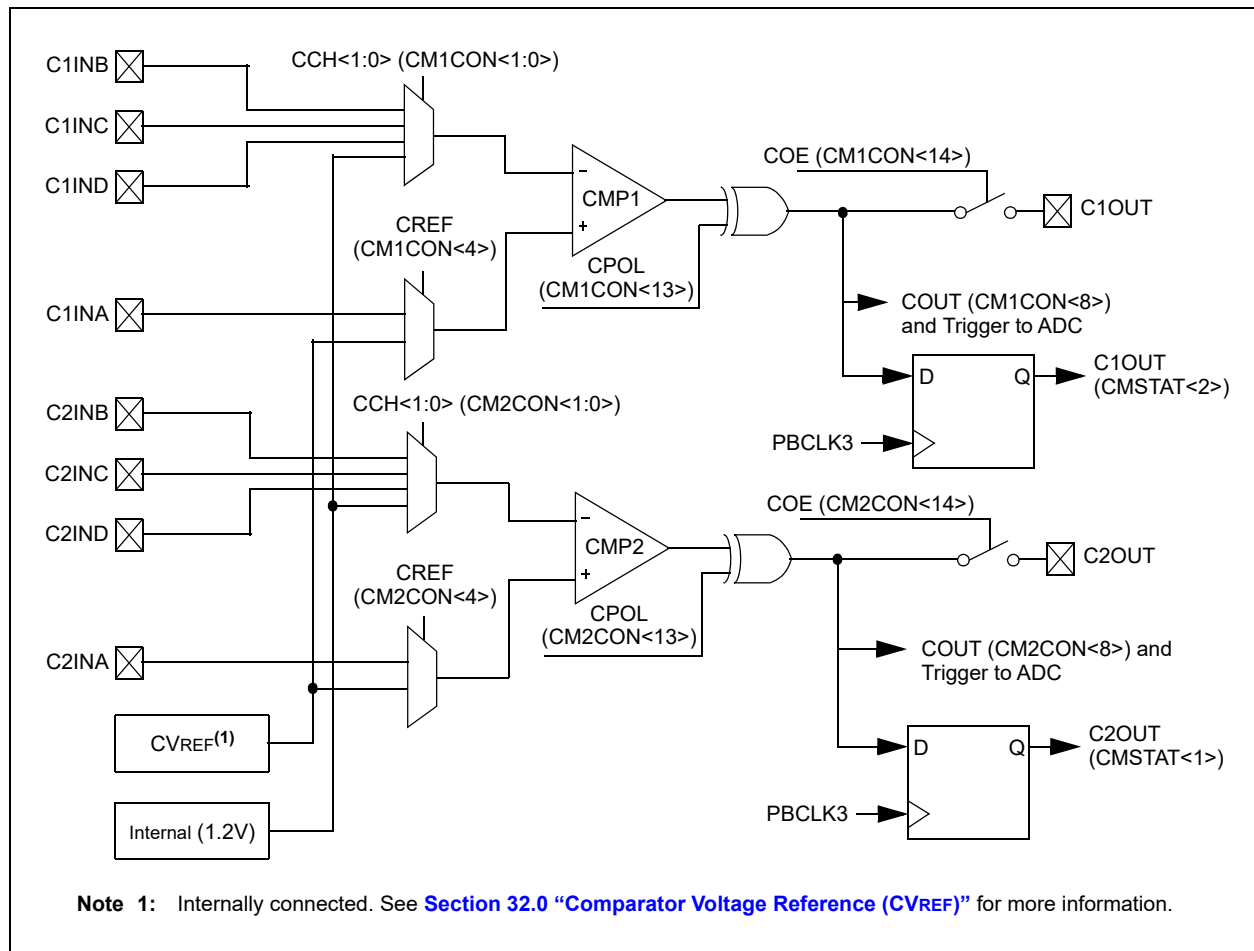 C1INB
CCH<1:0> (CM1CON<1:0>)
C1INC
COE (CM1CON<14>)
C1IND
-
CMP1
+
C1OUT
CREF
(CM1CON<4>)
CPOL
(CM1CON<13>)
C1INA
COUT (CM1CON<8>)
and Trigger to ADC
D
Q
C1OUT
(CMSTAT<2>)
PBCLK3
C2INB
CCH<1:0> (CM2CON<1:0>)
C2INC
COE (CM2CON<14>)
C2IND
-
CMP2
+
C2OUT
CREF
(CM2CON<4>)
CPOL
(CM2CON<13>)
C2INA
COUT (CM2CON<8>) and
Trigger to ADC
CVREF(1)
D
Q
C2OUT
(CMSTAT<1>)
PBCLK3
Internal (1.2V)
Note 1: Internally connected. See Section 32.0 “Comparator Voltage Reference (CVREF)” for more information.